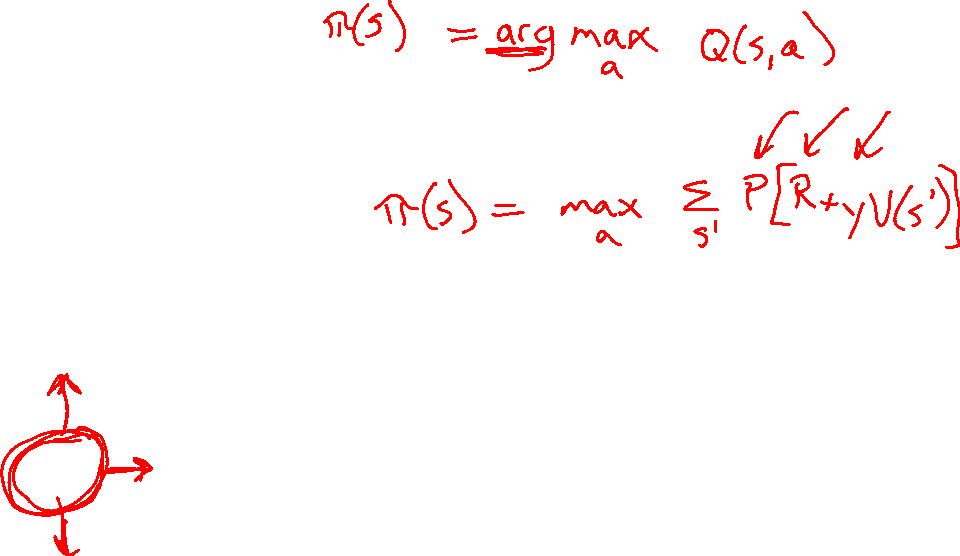 π(s) = arg max Q(s,a)
a
π(s) = max Σ P[R+γV(s')]
a s'